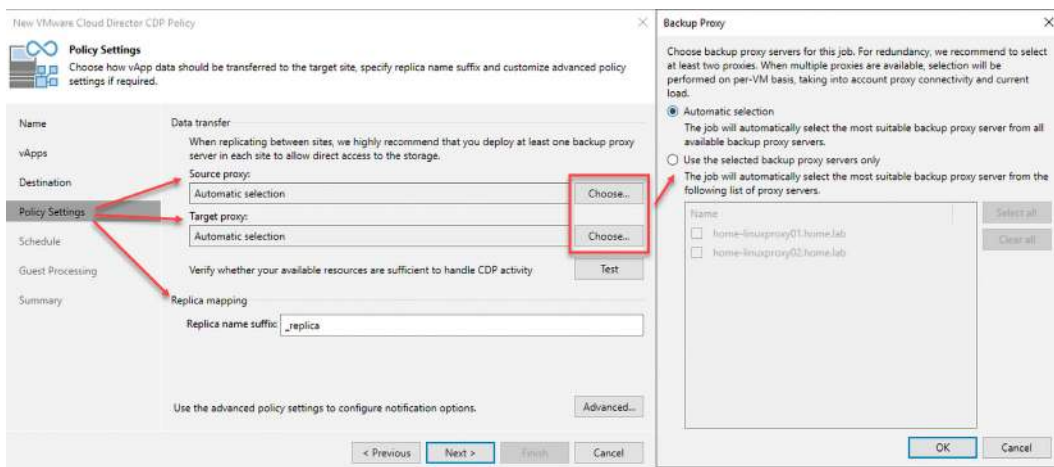 New VMware Cloud Director CDP Policy
Policy Settings
Choose how vApp data should be transferred to the target site, specify replica name suffix and customize advanced policy
settings if required.
Name
vApps
Destination
Policy Settings
Schedule
Guest Processing
Summary
Data transfer
When replicating between sites, we highly recommend that you deploy at least one backup proxy
server in each site to allow direct access to the storage.
Source proxy:
Automatic selection
Choose...
Target proxy:
Automatic selection
Choose...
Verify whether your available resources are sufficient to handle CDP activity
Test
Replica mapping
Replica name suffix:
_replica
Use the advanced policy settings to configure notification options.
Advanced...
< Previous
Next >
Finish
Cancel
Backup Proxy
Choose backup proxy servers for this job. For redundancy, we recommend to select
at least two proxies. When multiple proxies are available, selection will be
performed on per-VM basis, taking into account proxy connectivity and current
load.
Automatic selection
The job will automatically select the most suitable backup proxy server from all
available backup proxy servers.
Use the selected backup proxy servers only
The job will automatically select the most suitable backup proxy server from the
following list of proxy servers.
Name
home-linuxproxy01.home.lab
home-linuxproxy02.home.lab
Select all
Clear all
OK
Cancel